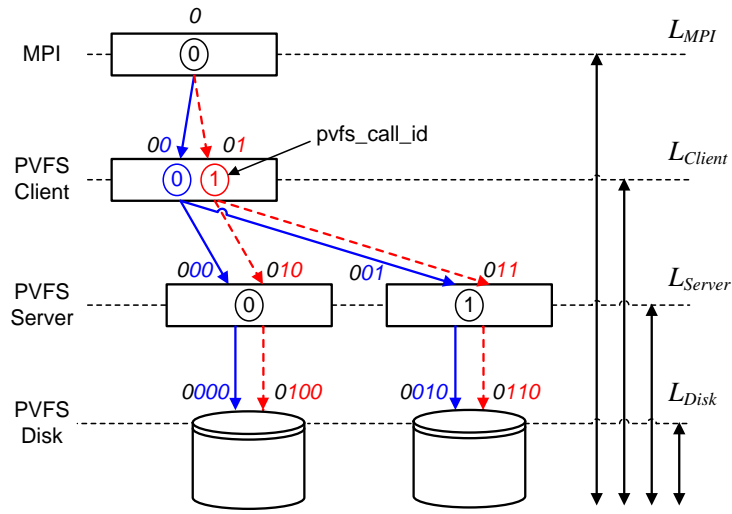 0
MPI
0
L_MPI
00
01
pvfs_call_id
PVFS
Client
0
1
L_Client
000
010
001
011
PVFS
Server
0
1
L_Server
0000
0100
0010
0110
PVFS
Disk
L_Disk